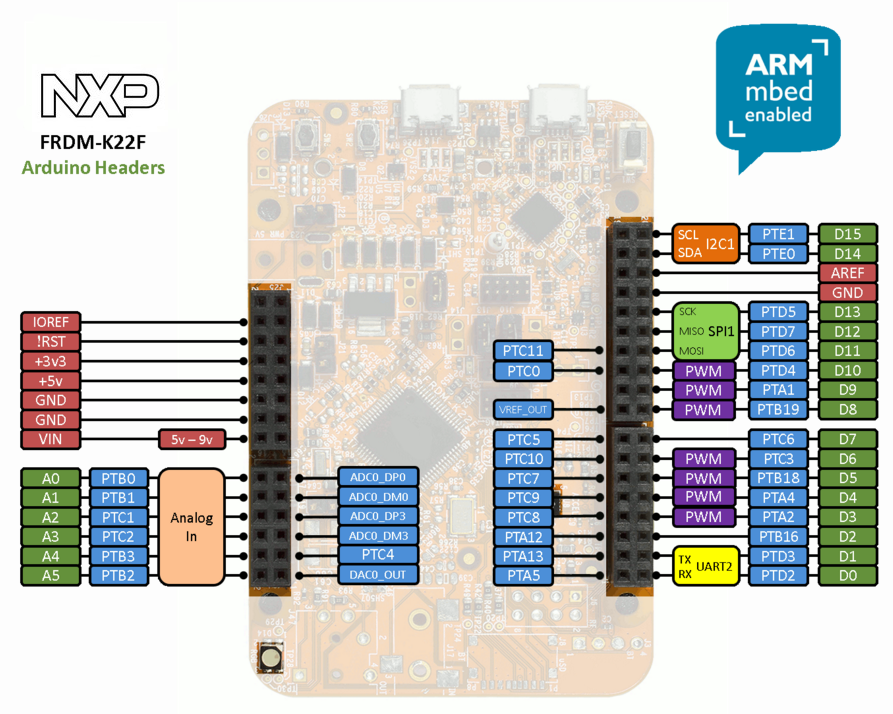 NXP
FRDM-K22F
Arduino Headers
ARM
mbed
enabled
IOREF
!RST
+3v3
+5v
GND
GND
VIN 5v – 9v
A0 PTB0
A1 PTB1
A2 PTC1
A3 PTC2
A4 PTB3
A5 PTB2
Analog
In
ADC0_DP0
ADC0_DM0
ADC0_DP3
ADC0_DM3
PTC4
DAC0_OUT
PTC11
PTC0
VREF_OUT
PTC5
PTC10
PTC7
PTC9
PTC8
PTA12
PTA13
PTA5
SCL I2C1 PTE1 D15
SDA PTE0 D14
AREF
GND
SCK PTD5 D13
MISO SPI1 PTD7 D12
MOSI PTD6 D11
PWM PTD4 D10
PWM PTA1 D9
PWM PTB19 D8
PTC6 D7
PWM PTC3 D6
PWM PTB18 D5
PWM PTA4 D4
PWM PTA2 D3
PTB16 D2
TX UART2 PTD3 D1
RX PTD2 D0